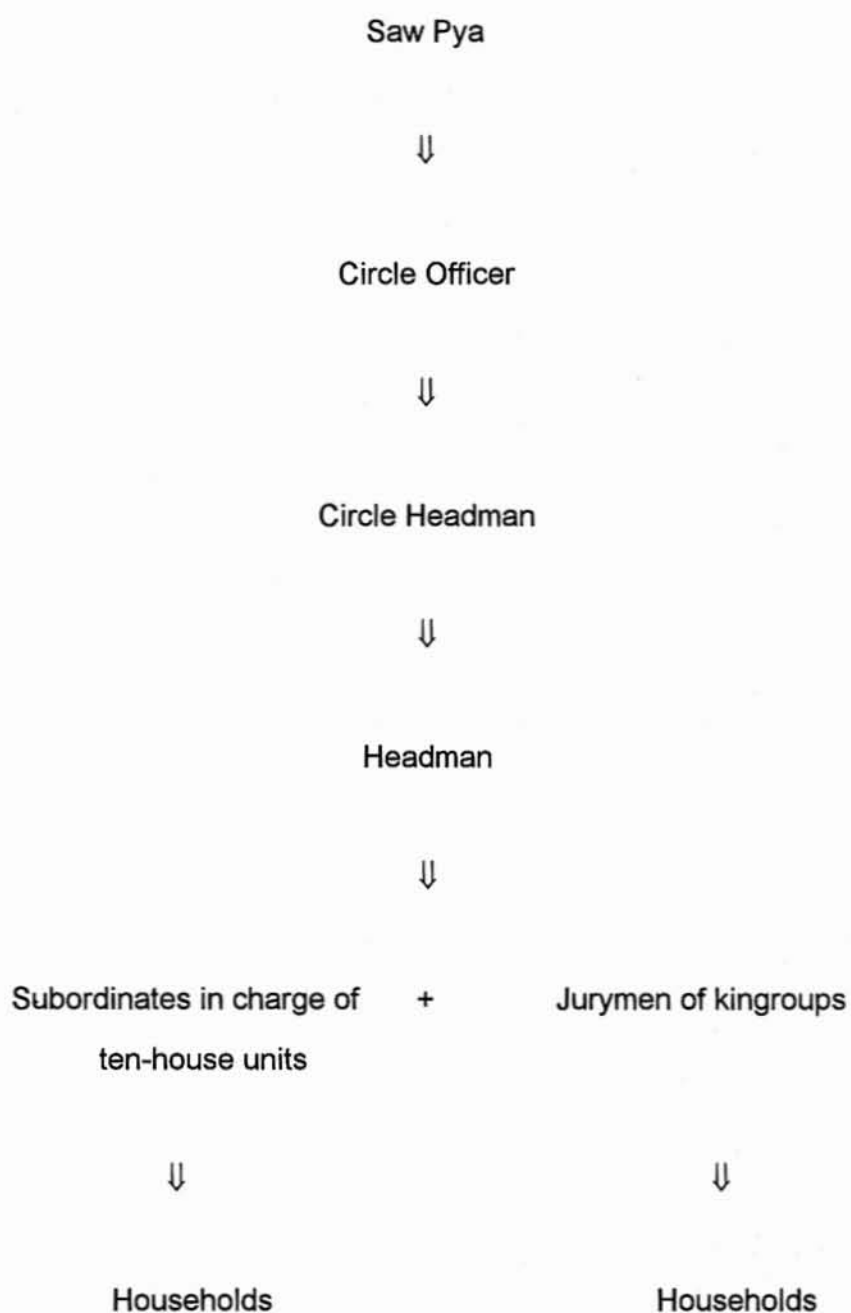 Saw Pya
⇓
Circle Officer
⇓
Circle Headman
⇓
Headman
⇓
Subordinates in charge of + Jurymen of kingroups
ten-house units
⇓ ⇓
Households Households